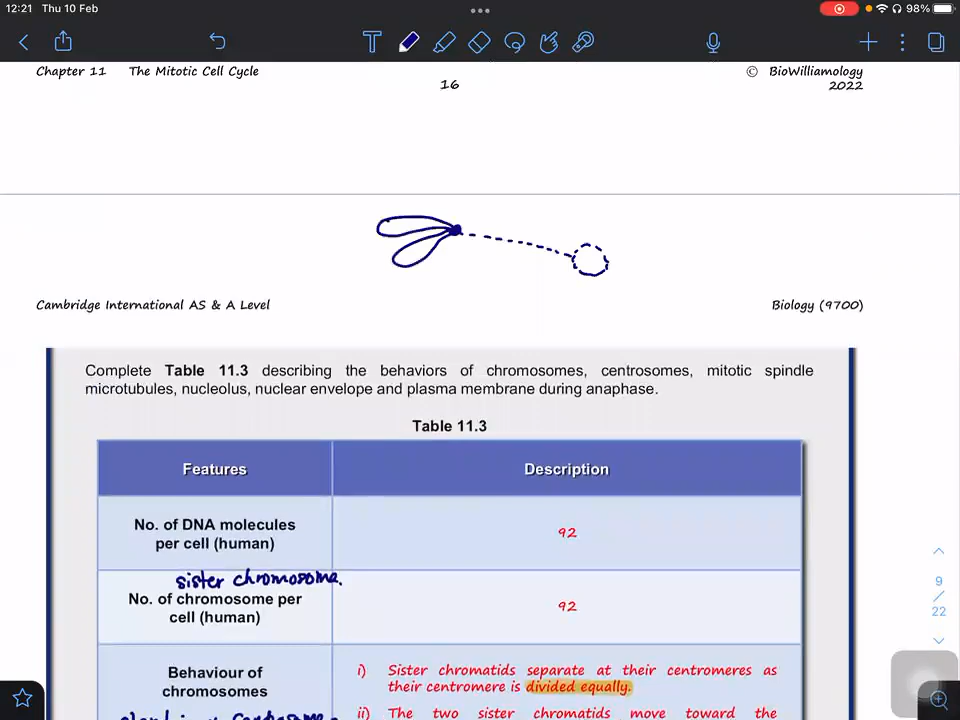 12:21 Thu 10 Feb
98%
T
Chapter 11 The Mitotic Cell Cycle
© BioWilliamology
16
2022
Cambridge International AS & A Level
Biology (9700)
Complete Table 11.3 describing the behaviors of chromosomes, centrosomes, mitotic spindle
microtubules, nucleolus, nuclear envelope and plasma membrane during anaphase.
Table 11.3
Features
Description
No. of DNA molecules
per cell (human)
92
sister chromosoma.
No. of chromosome per
cell (human)
92
Behaviour of
chromosomes
i) Sister chromatids separate at their centromeres as
their centromere is divided equally.
ii) The two sister chromatids move toward the
9
/
22